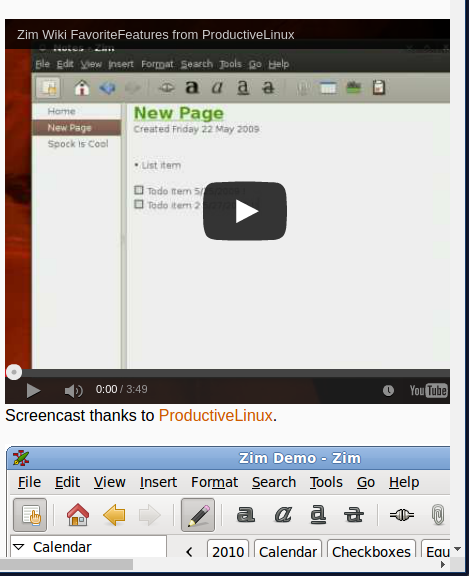 Zim Wiki FavoriteFeatures from ProductiveLinux
Notes - Zim
File Edit View Insert Format Search Tools Go Help
Home
New Page
Spock Is Cool
New Page
Created Friday 22 May 2009
• List item
Todo Item 5/
Todo item 2
0:00 / 3:49
YouTube
Screencast thanks to ProductiveLinux.
Zim Demo - Zim
File Edit View Insert Format Search Tools Go Help
Calendar
2010 Calendar Checkboxes Equ